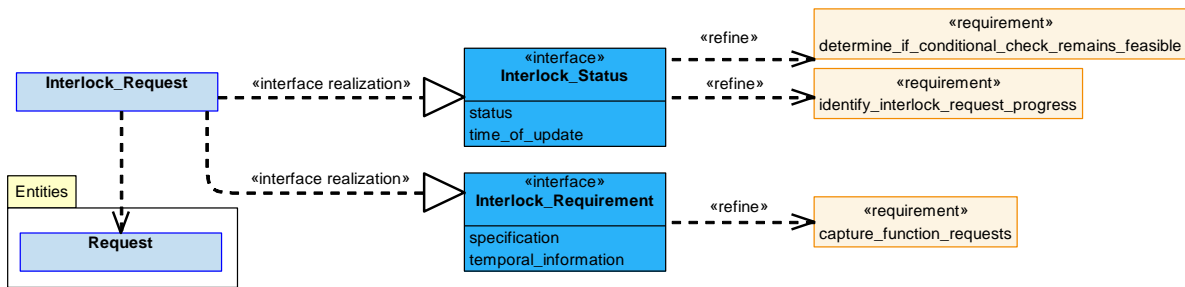 «requirement»
determine_if_conditional_check_remains_feasible
«refine»
«interface»
Interlock_Status
status
time_of_update
Interlock_Request
«interface realization»
«refine»
«requirement»
identify_interlock_request_progress
«interface realization»
«interface»
Interlock_Requirement
specification
temporal_information
«refine»
«requirement»
capture_function_requests
Entities
Request